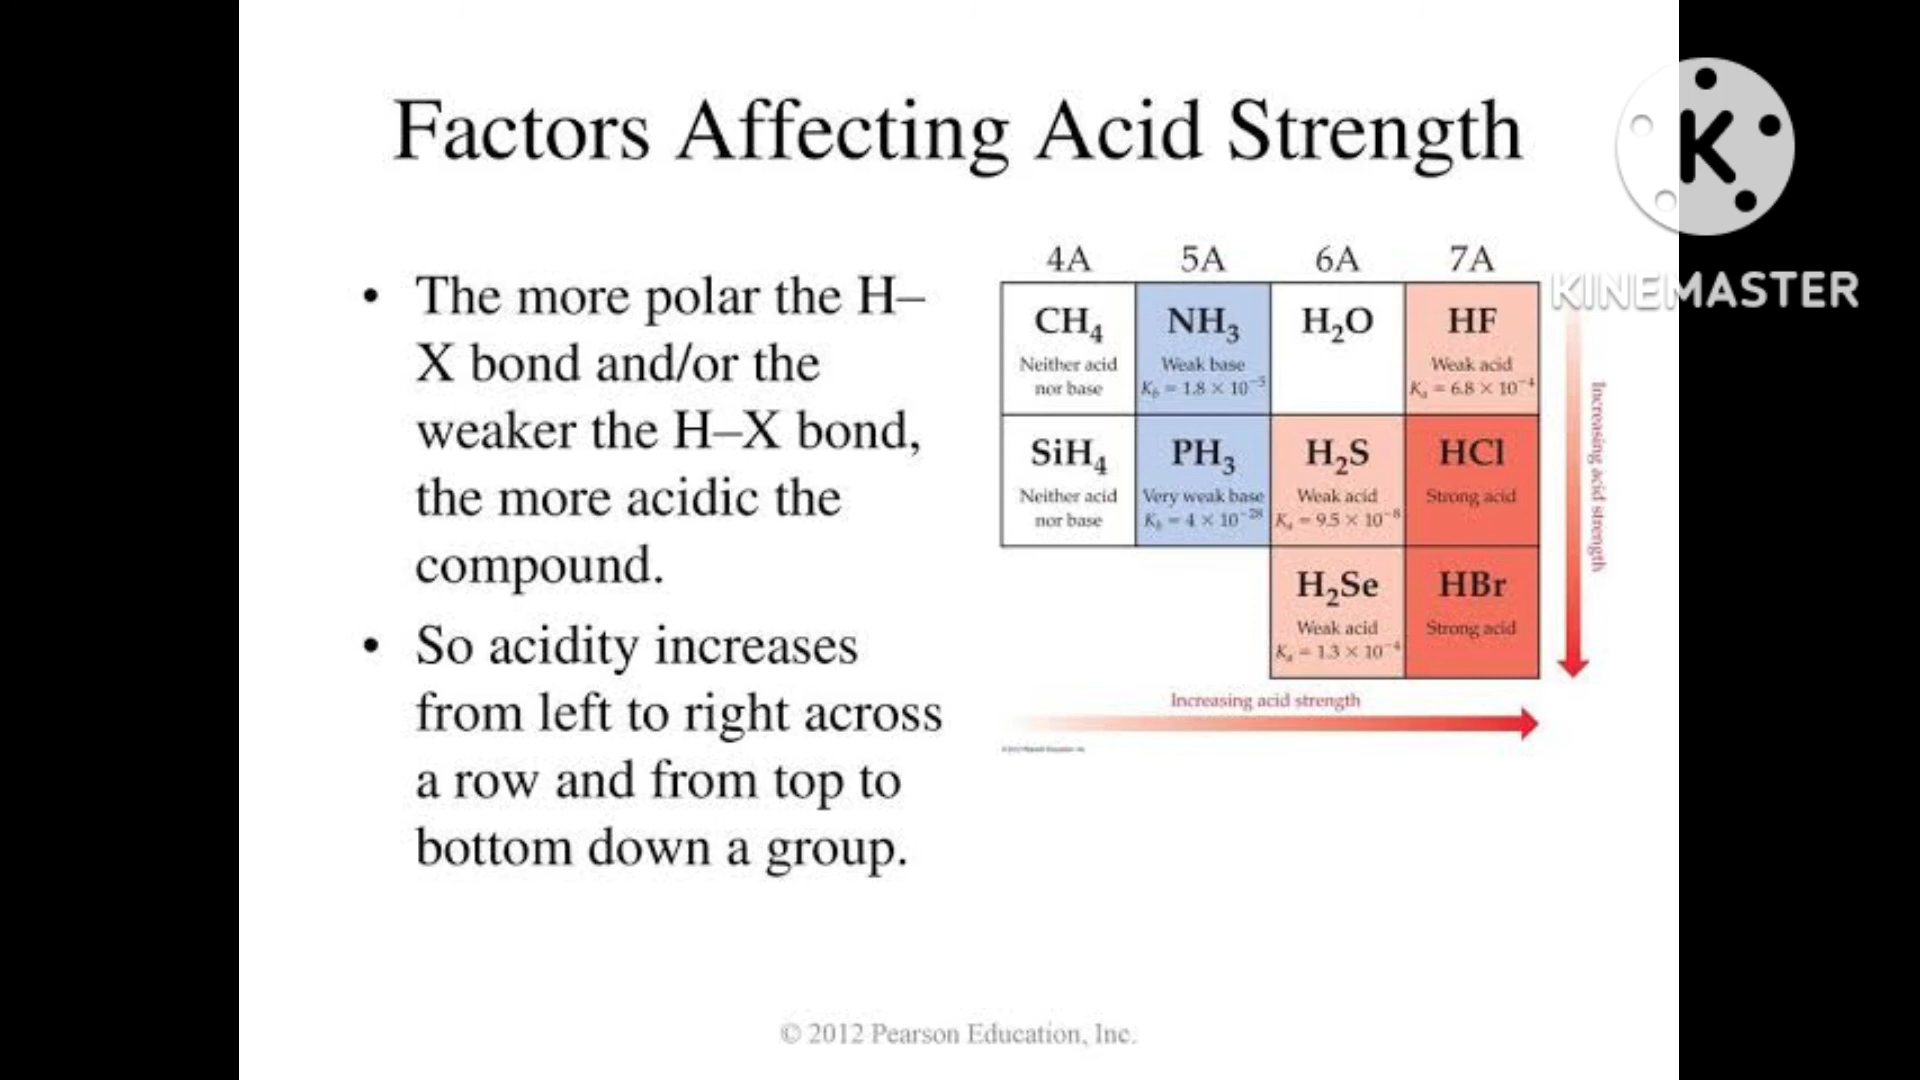 Factors Affecting Acid Strength
K
KINEMASTER
• The more polar the H–
X bond and/or the
weaker the H–X bond,
the more acidic the
compound.
• So acidity increases
from left to right across
a row and from top to
bottom down a group.
4A 5A 6A 7A
CH₄ NH₃ H₂O HF
Neither acid Weak base Weak acid
nor base K_b = 1.8 × 10⁻⁵ K_a = 6.8 × 10⁻⁴
SiH₄ PH₃ H₂S HCl
Neither acid Very weak base Weak acid Strong acid
nor base K_b = 4 × 10⁻²⁸ K_a = 9.5 × 10⁻⁸
H₂Se HBr
Weak acid Strong acid
K_a = 1.3 × 10⁻⁴
Increasing acid strength
Increasing acid strength
© 2012 Pearson Education, Inc.